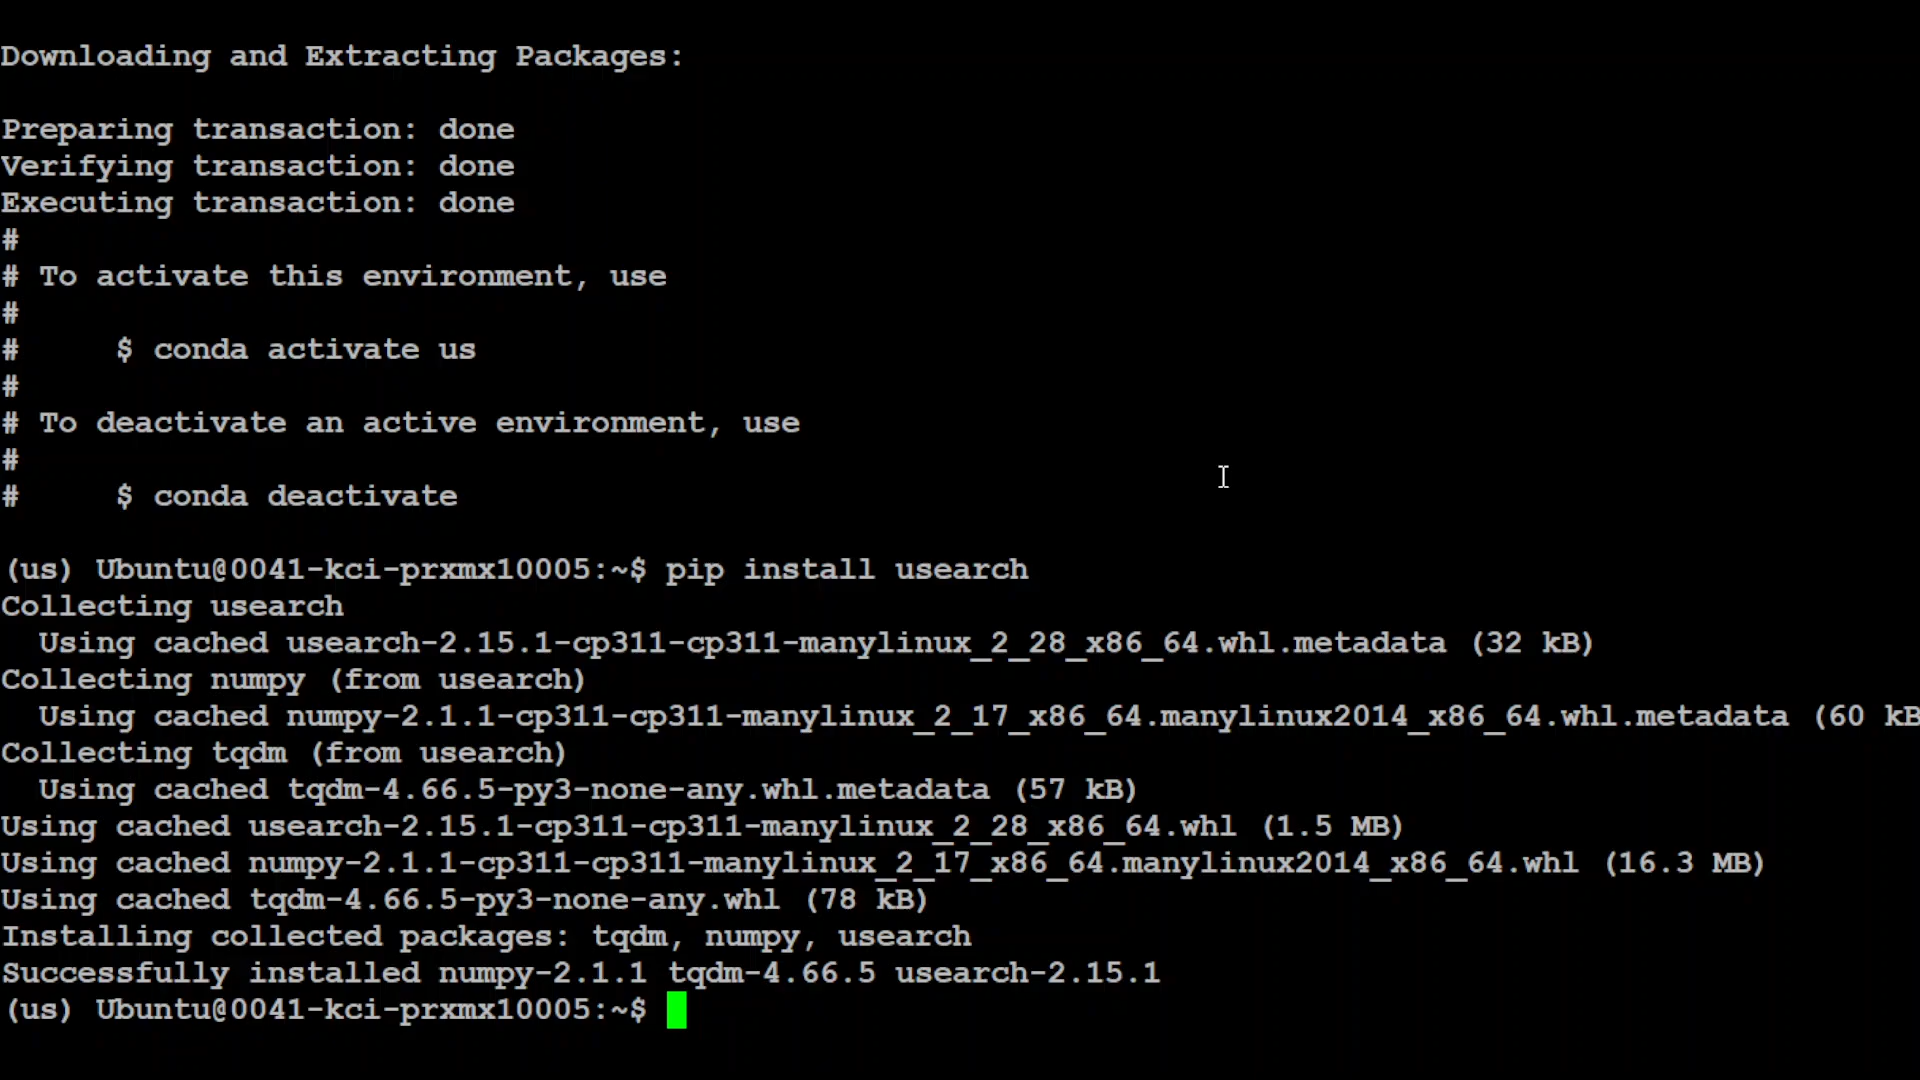 Downloading and Extracting Packages:
Preparing transaction: done
Verifying transaction: done
Executing transaction: done
#
# To activate this environment, use
#
#     $ conda activate us
#
# To deactivate an active environment, use
#
#     $ conda deactivate
(us) Ubuntu@0041-kci-prxmx10005:~$ pip install usearch
Collecting usearch
  Using cached usearch-2.15.1-cp311-cp311-manylinux_2_28_x86_64.whl.metadata (32 kB)
Collecting numpy (from usearch)
  Using cached numpy-2.1.1-cp311-cp311-manylinux_2_17_x86_64.manylinux2014_x86_64.whl.metadata (60 kB
Collecting tqdm (from usearch)
  Using cached tqdm-4.66.5-py3-none-any.whl.metadata (57 kB)
Using cached usearch-2.15.1-cp311-cp311-manylinux_2_28_x86_64.whl (1.5 MB)
Using cached numpy-2.1.1-cp311-cp311-manylinux_2_17_x86_64.manylinux2014_x86_64.whl (16.3 MB)
Using cached tqdm-4.66.5-py3-none-any.whl (78 kB)
Installing collected packages: tqdm, numpy, usearch
Successfully installed numpy-2.1.1 tqdm-4.66.5 usearch-2.15.1
(us) Ubuntu@0041-kci-prxmx10005:~$